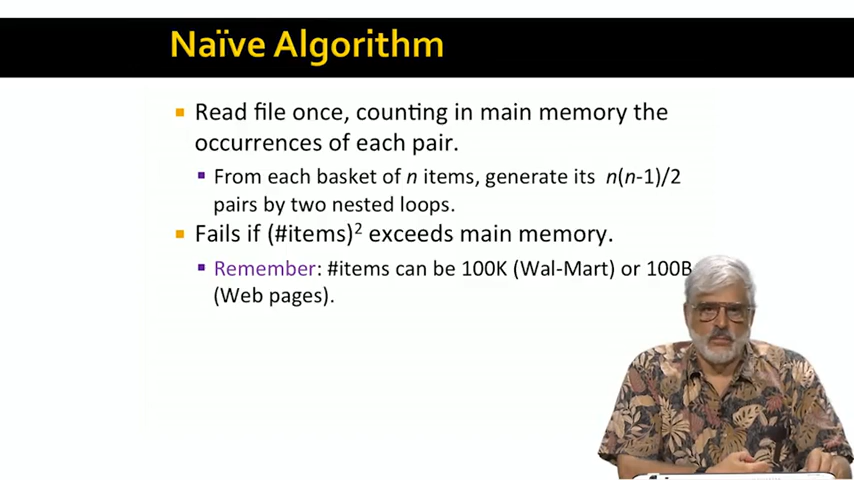 Naïve Algorithm
Read file once, counting in main memory the
occurrences of each pair.
From each basket of n items, generate its n(n-1)/2
pairs by two nested loops.
Fails if (#items)² exceeds main memory.
Remember: #items can be 100K (Wal-Mart) or 100B
(Web pages).